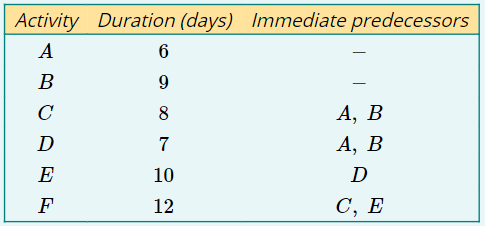 Activity Duration (days) Immediate predecessors
A 6 –
B 9 –
C 8 A, B
D 7 A, B
E 10 D
F 12 C, E